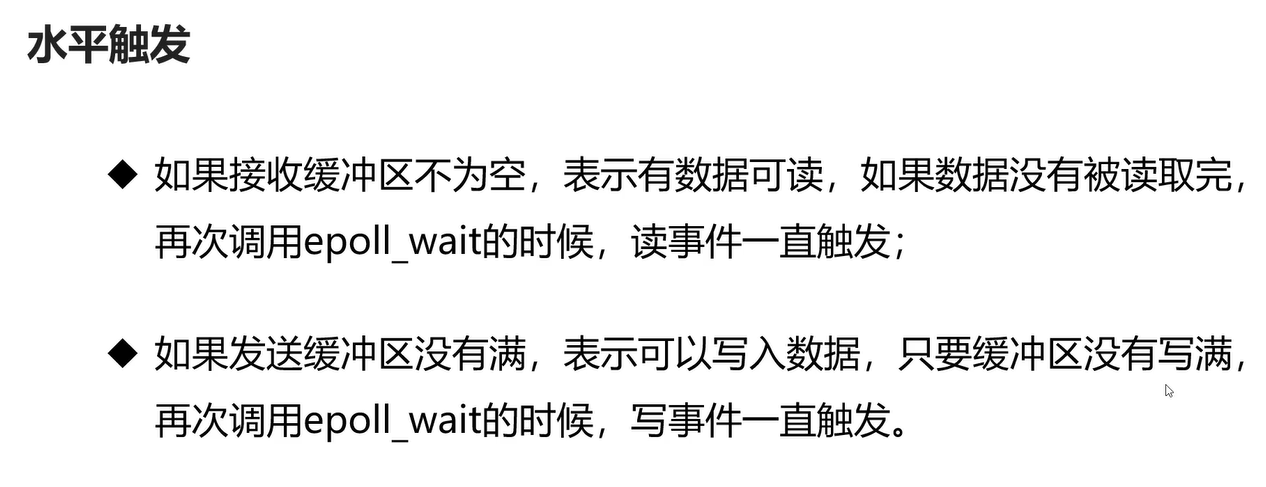 水平触发
◆ 如果接收缓冲区不为空，表示有数据可读，如果数据没有被读取完，
再次调用epoll_wait的时候，读事件一直触发；
◆ 如果发送缓冲区没有满，表示可以写入数据，只要缓冲区没有写满，
再次调用epoll_wait的时候，写事件一直触发。